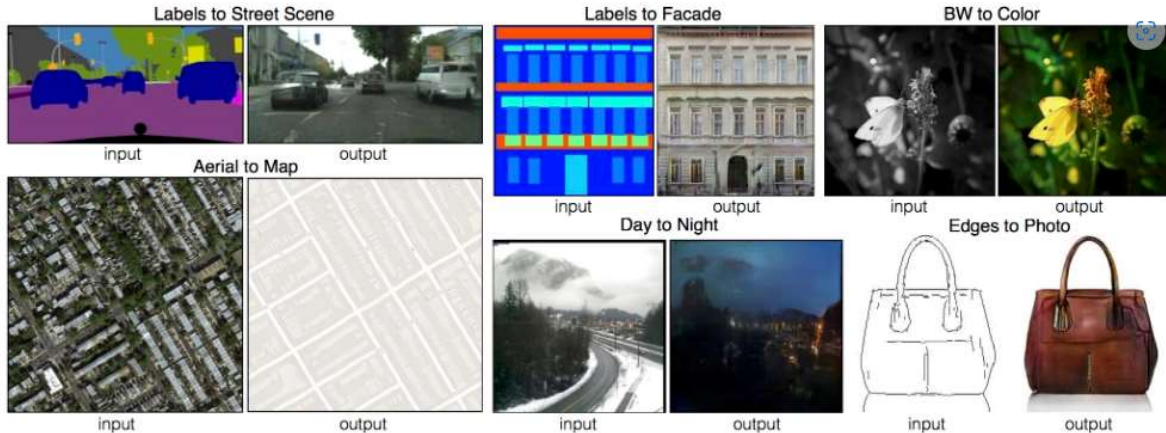 Labels to Street Scene
input
output
Aerial to Map
input
output
Labels to Facade
input
output
BW to Color
input
output
Day to Night
input
output
Edges to Photo
input
output